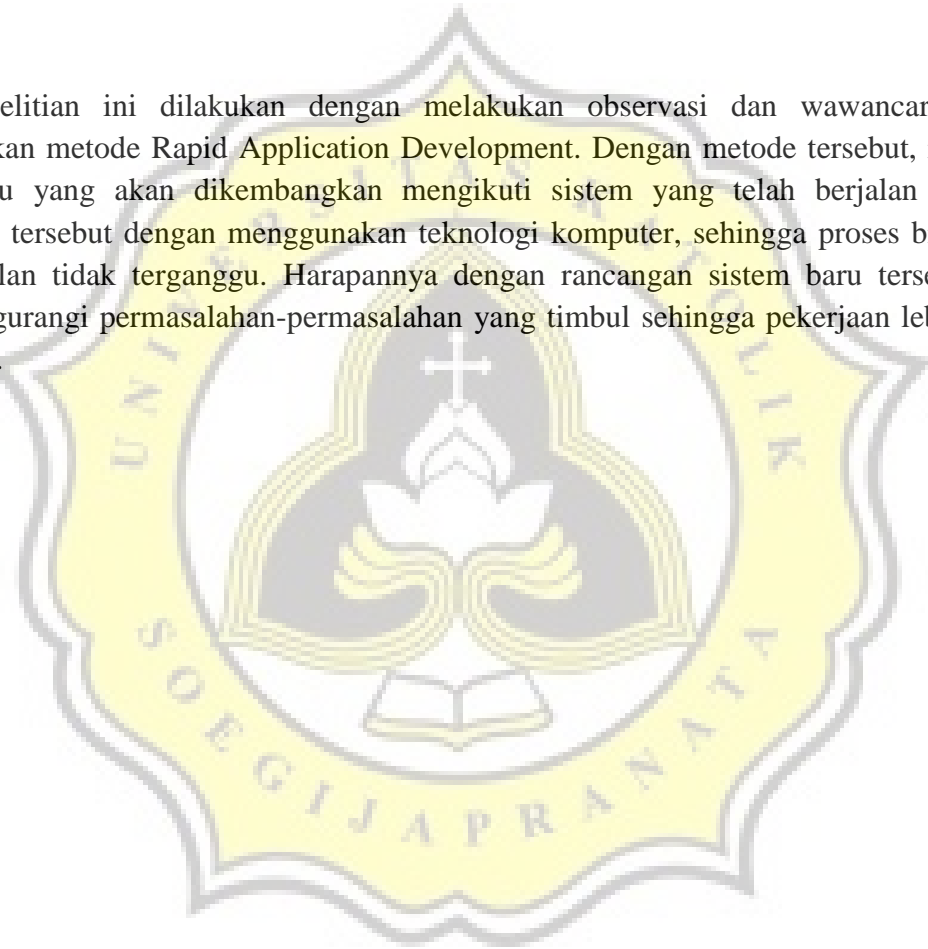 elitian ini dilakukan dengan melakukan observasi dan wawancar
kan metode Rapid Application Development. Dengan metode tersebut,
u yang akan dikembangkan mengikuti sistem yang telah berjalan
tersebut dengan menggunakan teknologi komputer, sehingga proses b
lan tidak terganggu. Harapannya dengan rancangan sistem baru terse
gurangi permasalahan-permasalahan yang timbul sehingga pekerjaan leb
.
UNIVERSITAS KATOLIK
SOEGIJAPRANATA